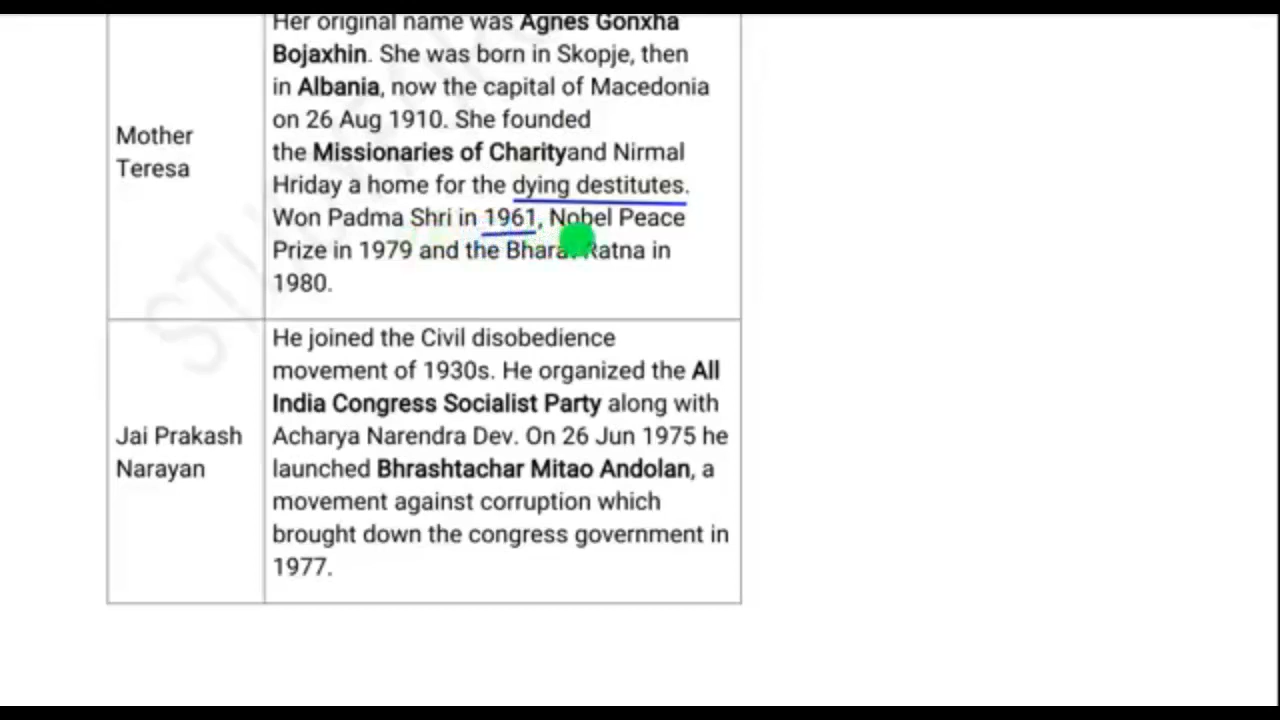 Her original name was Agnes Gonxha
Bojaxhin. She was born in Skopje, then
in Albania, now the capital of Macedonia
on 26 Aug 1910. She founded
the Missionaries of Charityand Nirmal
Hriday a home for the dying destitutes.
Won Padma Shri in 1961, Nobel Peace
Prize in 1979 and the Bharat Ratna in
1980.
Mother
Teresa
He joined the Civil disobedience
movement of 1930s. He organized the All
India Congress Socialist Party along with
Acharya Narendra Dev. On 26 Jun 1975 he
launched Bhrashtachar Mitao Andolan, a
movement against corruption which
brought down the congress government in
1977.
Jai Prakash
Narayan